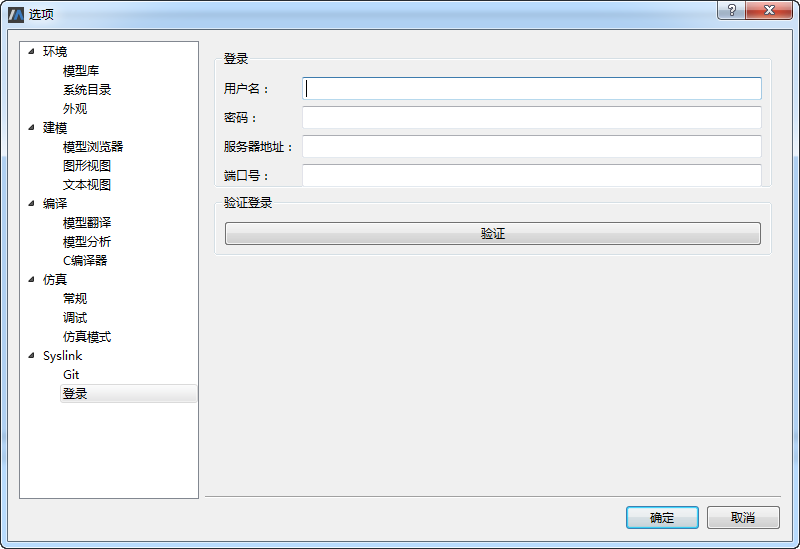 选项
环境
模型库
系统目录
外观
建模
模型浏览器
图形视图
文本视图
编译
模型翻译
模型分析
C编译器
仿真
常规
调试
仿真模式
Syslink
Git
登录
登录
用户名：
密码：
服务器地址：
端口号：
验证登录
验证
确定
取消